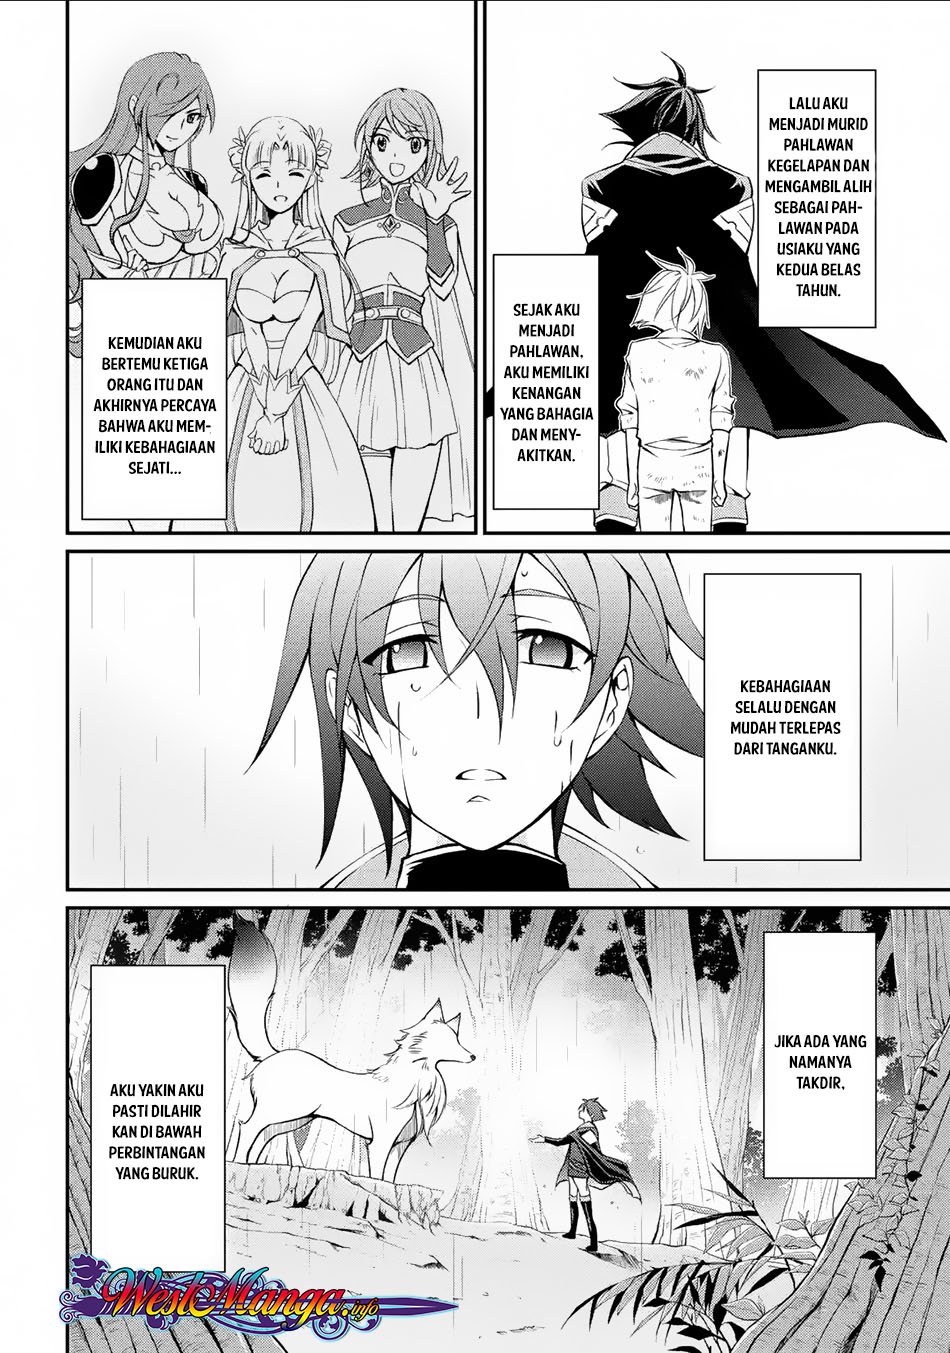 LALU AKU
MENJADI MURID
PAHLAWAN
KEGELAPAN DAN
MENGAMBIL ALIH
SEBAGAI PAH-
LAWAN PADA
USIAKU YANG
KEDUA BELAS
TAHUN.
SEJAK AKU
MENJADI
PAHLAWAN,
AKU MEMILIKI
KENANGAN
YANG BAHAGIA
DAN MENY-
AKITKAN.
KEMUDIAN AKU
BERTEMU KETIGA
ORANG ITU DAN
AKHIRNYA PERCAYA
BAHWA AKU MEM-
ILIKI KEBAHAGIAAN
SEJATI...
KEBAHAGIAAN
SELALU DENGAN
MUDAH TERLEPAS
DARI TANGANKU.
JIKA ADA YANG
NAMANYA
TAKDIR,
AKU YAKIN AKU
PASTI DILAHIR
KAN DI BAWAH
PERBINTANGAN
YANG BURUK.
WestManga.info